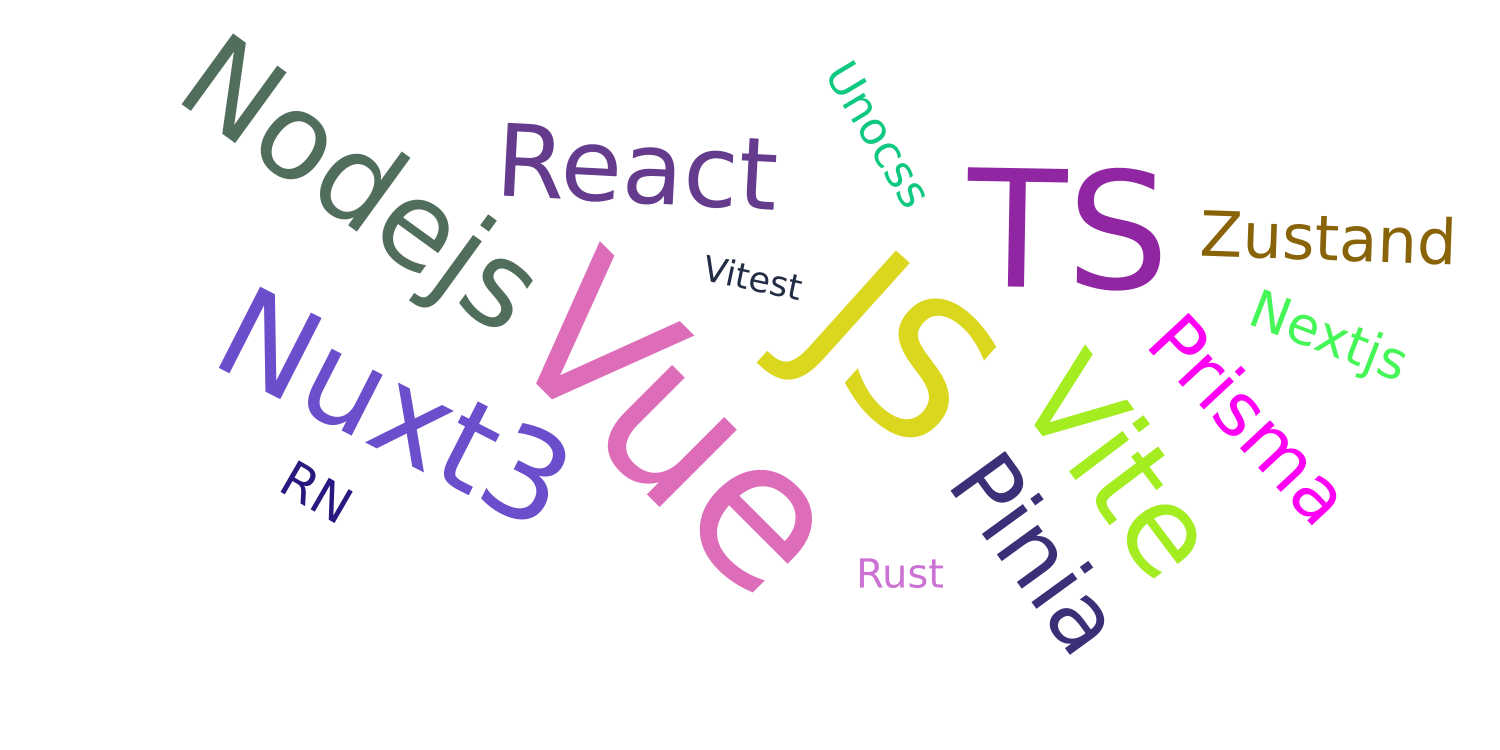 Nodejs
React
Unocss
TS
Zustand
Vitest
Vue
JS
Nextjs
Nuxt3
Prisma
Vite
RN
Pinia
Rust